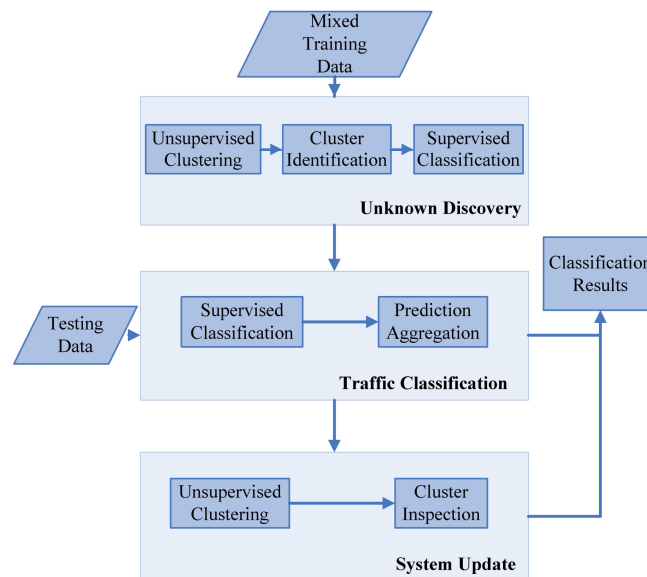 Mixed
Training
Data
Unsupervised
Clustering
Cluster
Identification
Supervised
Classification
Unknown Discovery
Classification
Results
Testing
Data
Supervised
Classification
Prediction
Aggregation
Traffic Classification
Unsupervised
Clustering
Cluster
Inspection
System Update